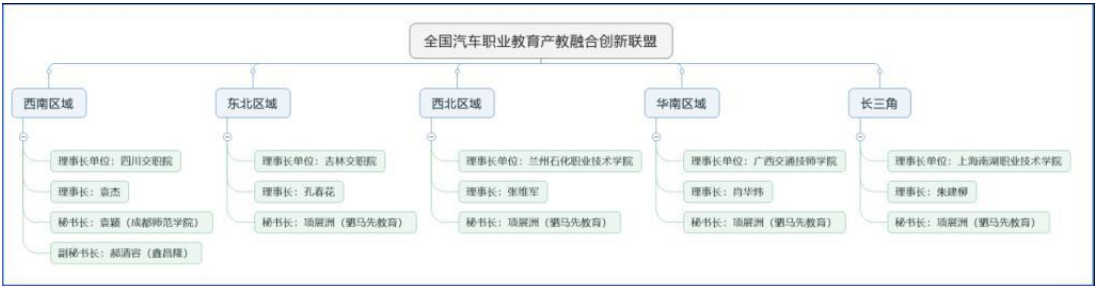 全国汽车职业教育产教融合创新联盟
西南区域
理事长单位：四川交职院
理事长：袁杰
秘书长：袁颖（成都师范学院）
副秘书长：郝清容（鑫昌隆）
东北区域
理事长单位：吉林交职院
理事长：孔春花
秘书长：项展洲（驷马先教育）
西北区域
理事长单位：兰州石化职业技术学院
理事长：张维军
秘书长：项展洲（驷马先教育）
华南区域
理事长单位：广西交通技师学院
理事长：肖华炜
秘书长：项展洲（驷马先教育）
长三角
理事长单位：上海南湖职业技术学院
理事长：朱建柳
秘书长：项展洲（驷马先教育）